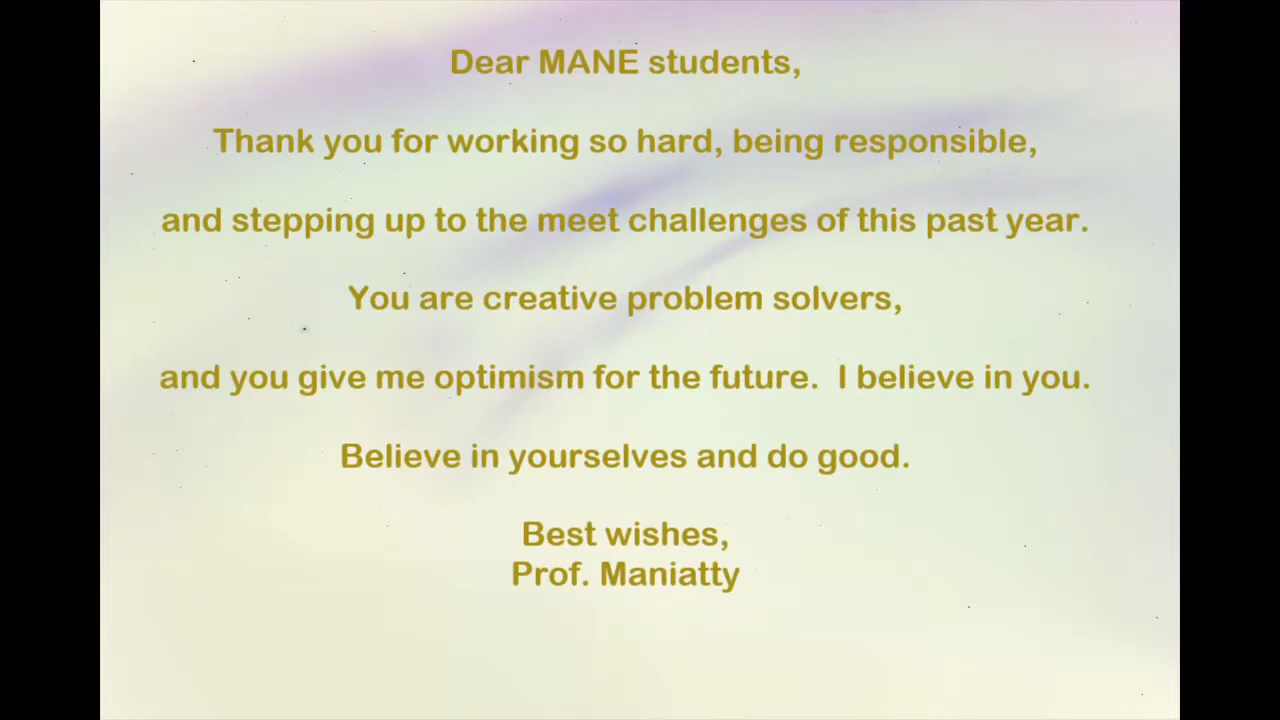 Dear MANE students,
Thank you for working so hard, being responsible,
and stepping up to the meet challenges of this past year.
You are creative problem solvers,
and you give me optimism for the future.  I believe in you.
Believe in yourselves and do good.
Best wishes,
Prof. Maniatty